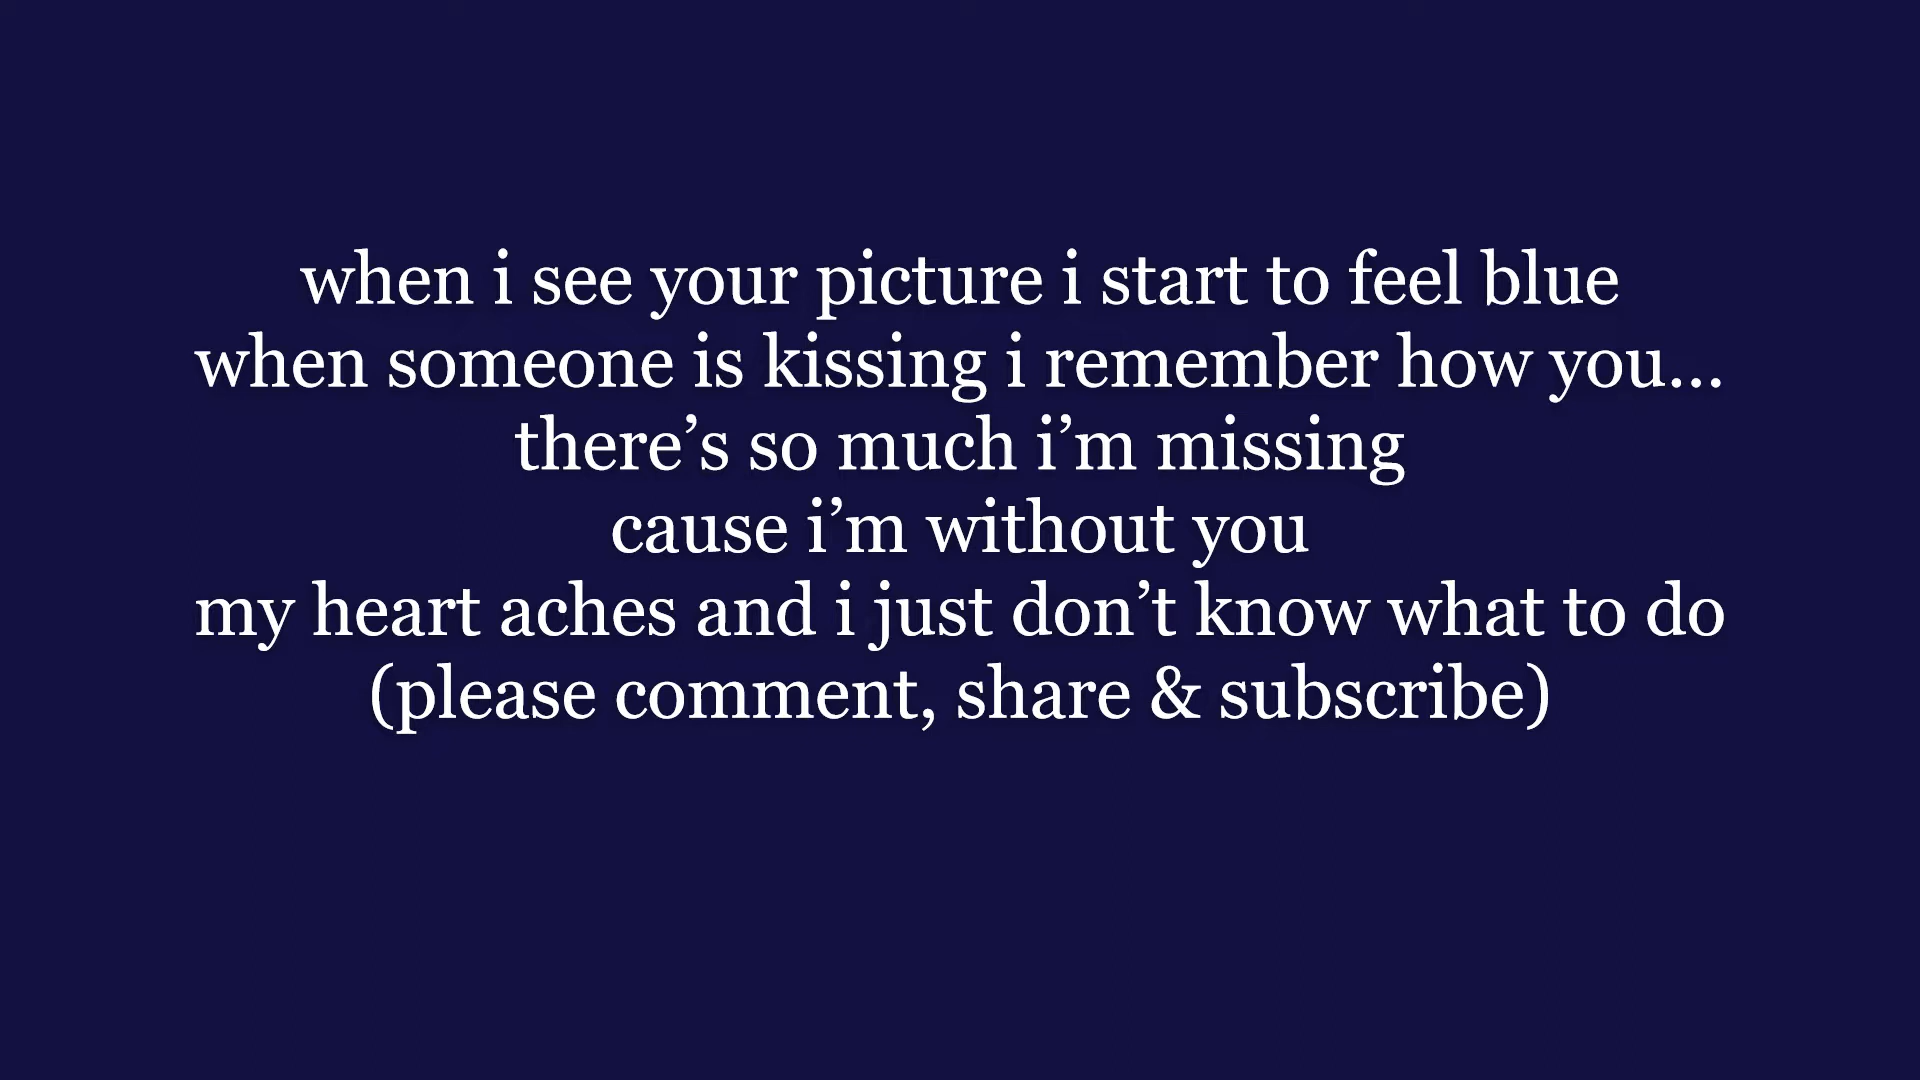 when i see your picture i start to feel blue
when someone is kissing i remember how you...
there’s so much i’m missing
cause i’m without you
my heart aches and i just don’t know what to do
(please comment, share & subscribe)